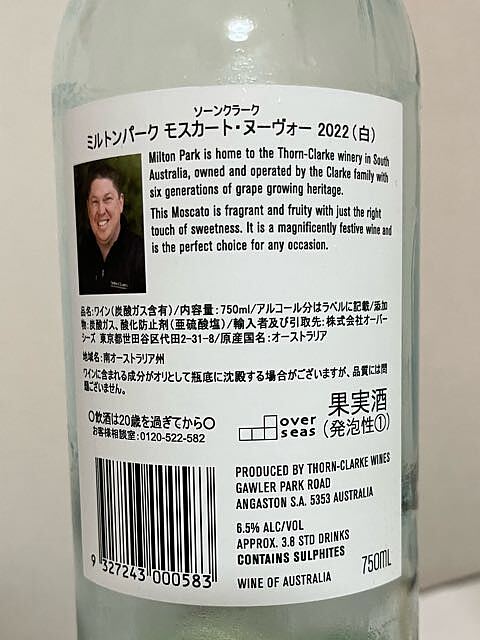 ソーンクラーク
ミルトンパーク モスカート・ヌーヴォー 2022(白)
Milton Park is home to the Thorn-Clarke winery in South
Australia, owned and operated by the Clarke family with
six generations of grape growing heritage.
This Moscato is fragrant and fruity with just the right
touch of sweetness. It is a magnificently festive wine and
is the perfect choice for any occasion.
品名:ワイン(炭酸ガス含有)/内容量:750ml/アルコール分はラベルに記載/添加
物:炭酸ガス、酸化防止剤(亜硫酸塩)/輸入者及び引取先:株式会社オーバー
シーズ 東京都世田谷区代田2-31-8/原産国名:オーストラリア
地域名:南オーストラリア州
ワインに含まれる成分がオリとして瓶底に沈殿する場合がございますが、品質には問
題ございません。
〇飲酒は20歳を過ぎてから〇
お客様相談室:0120-522-582
over
seas
果実酒
(発泡性①)
PRODUCED BY THORN-CLARKE WINES
GAWLER PARK ROAD
ANGASTON S.A. 5353 AUSTRALIA
6.5% ALC/VOL
APPROX. 3.8 STD DRINKS
CONTAINS SULPHITES
WINE OF AUSTRALIA
750ML
9 327243 000583